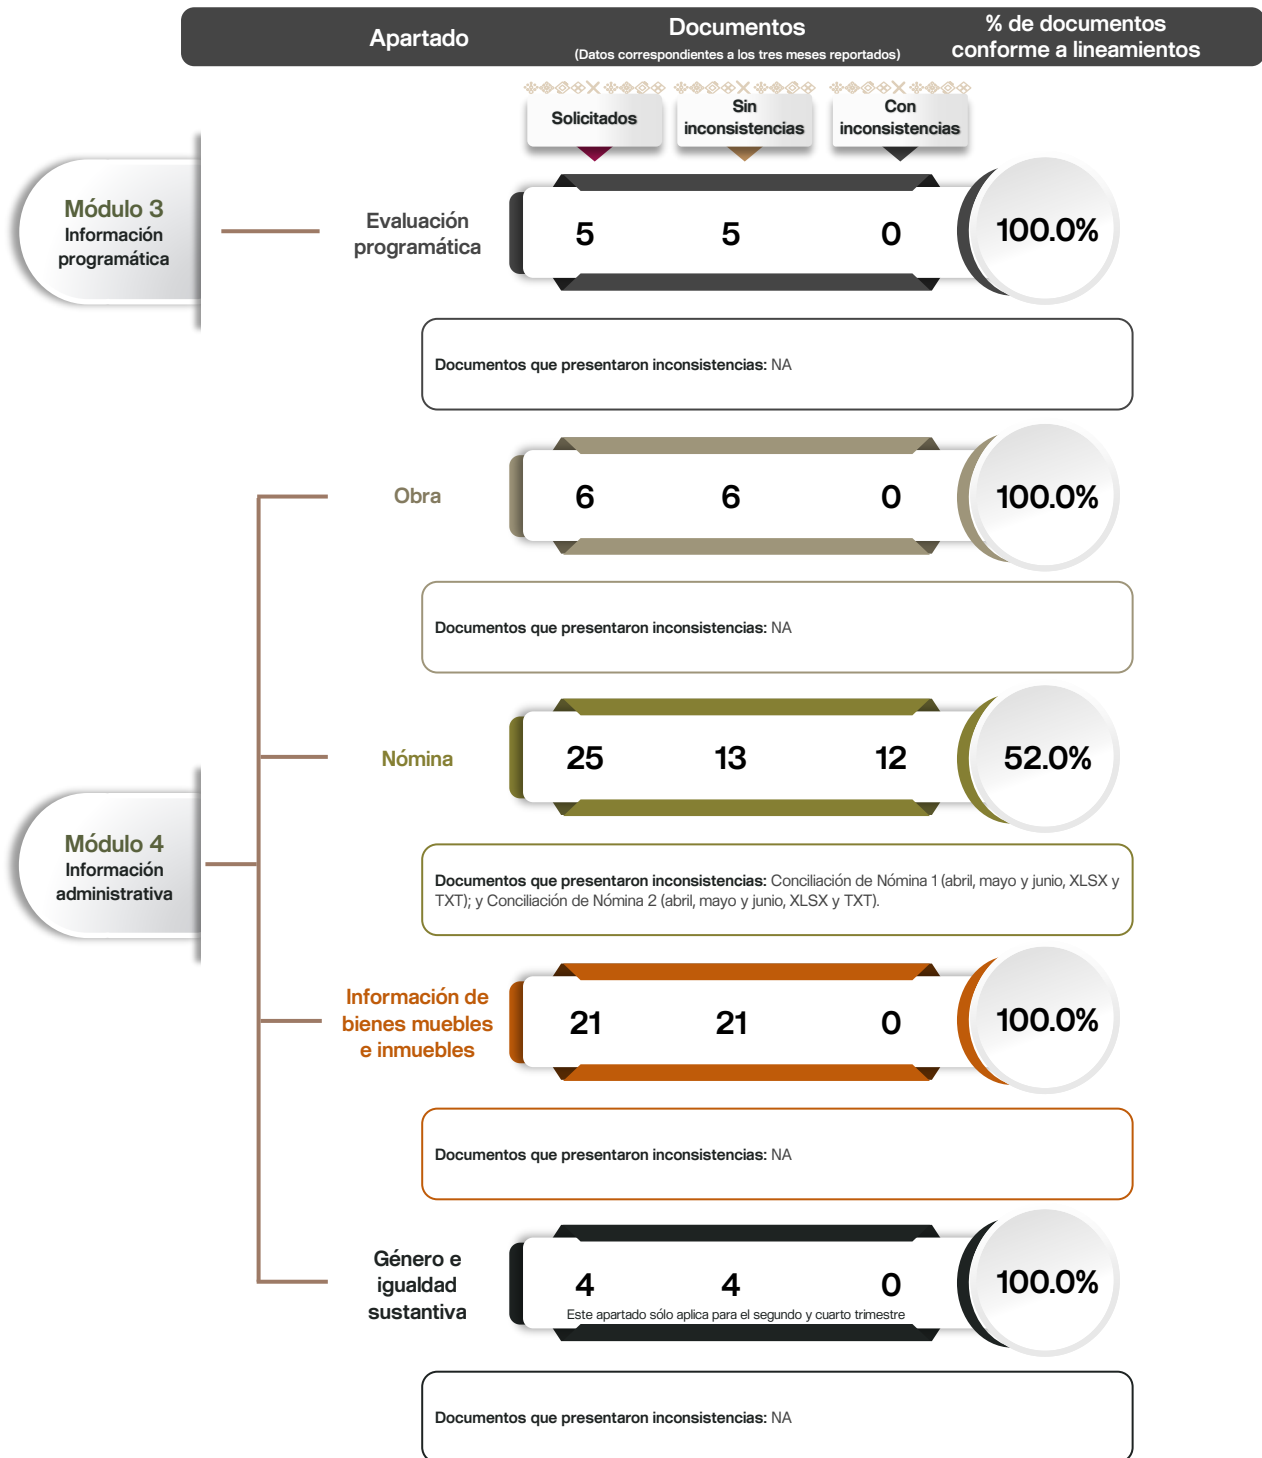 Apartado
Documentos
(Datos correspondientes a los tres meses reportados)
% de documentos
conforme a lineamientos
Solicitados
Sin
inconsistencias
Con
inconsistencias
Módulo 3
Información
programática
Evaluación
programática
5 5 0 100.0%
Documentos que presentaron inconsistencias: NA
Módulo 4
Información
administrativa
Obra
6 6 0 100.0%
Documentos que presentaron inconsistencias: NA
Nómina
25 13 12 52.0%
Documentos que presentaron inconsistencias: Conciliación de Nómina 1 (abril, mayo y junio, XLSX y
TXT); y Conciliación de Nómina 2 (abril, mayo y junio, XLSX y TXT).
Información de
bienes muebles
e inmuebles
21 21 0 100.0%
Documentos que presentaron inconsistencias: NA
Género e
igualdad
sustantiva
4 4 0 100.0%
Este apartado sólo aplica para el segundo y cuarto trimestre
Documentos que presentaron inconsistencias: NA